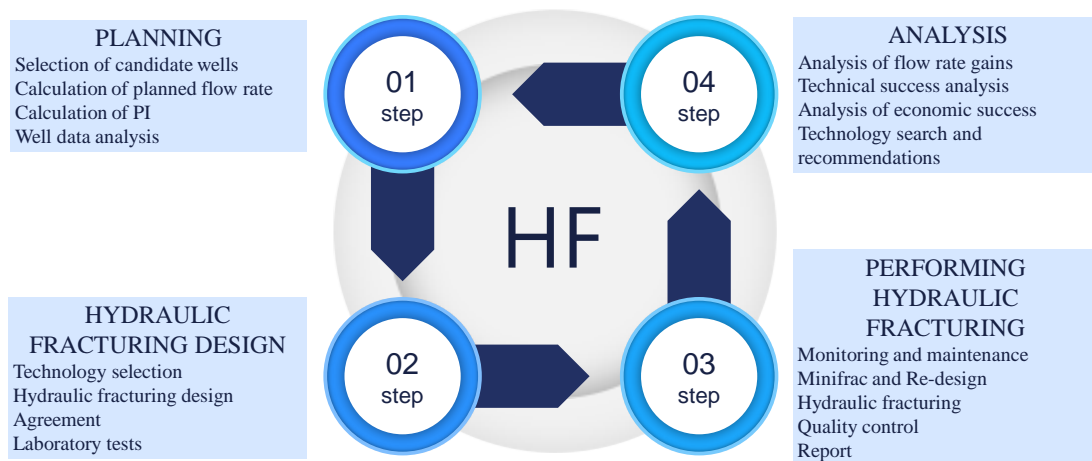 PLANNING
Selection of candidate wells
Calculation of planned flow rate
Calculation of PI
Well data analysis
01
step
04
step
ANALYSIS
Analysis of flow rate gains
Technical success analysis
Analysis of economic success
Technology search and
recommendations
HF
HYDRAULIC
FRACTURING DESIGN
Technology selection
Hydraulic fracturing design
Agreement
Laboratory tests
02
step
03
step
PERFORMING
HYDRAULIC
FRACTURING
Monitoring and maintenance
Minifrac and Re-design
Hydraulic fracturing
Quality control
Report